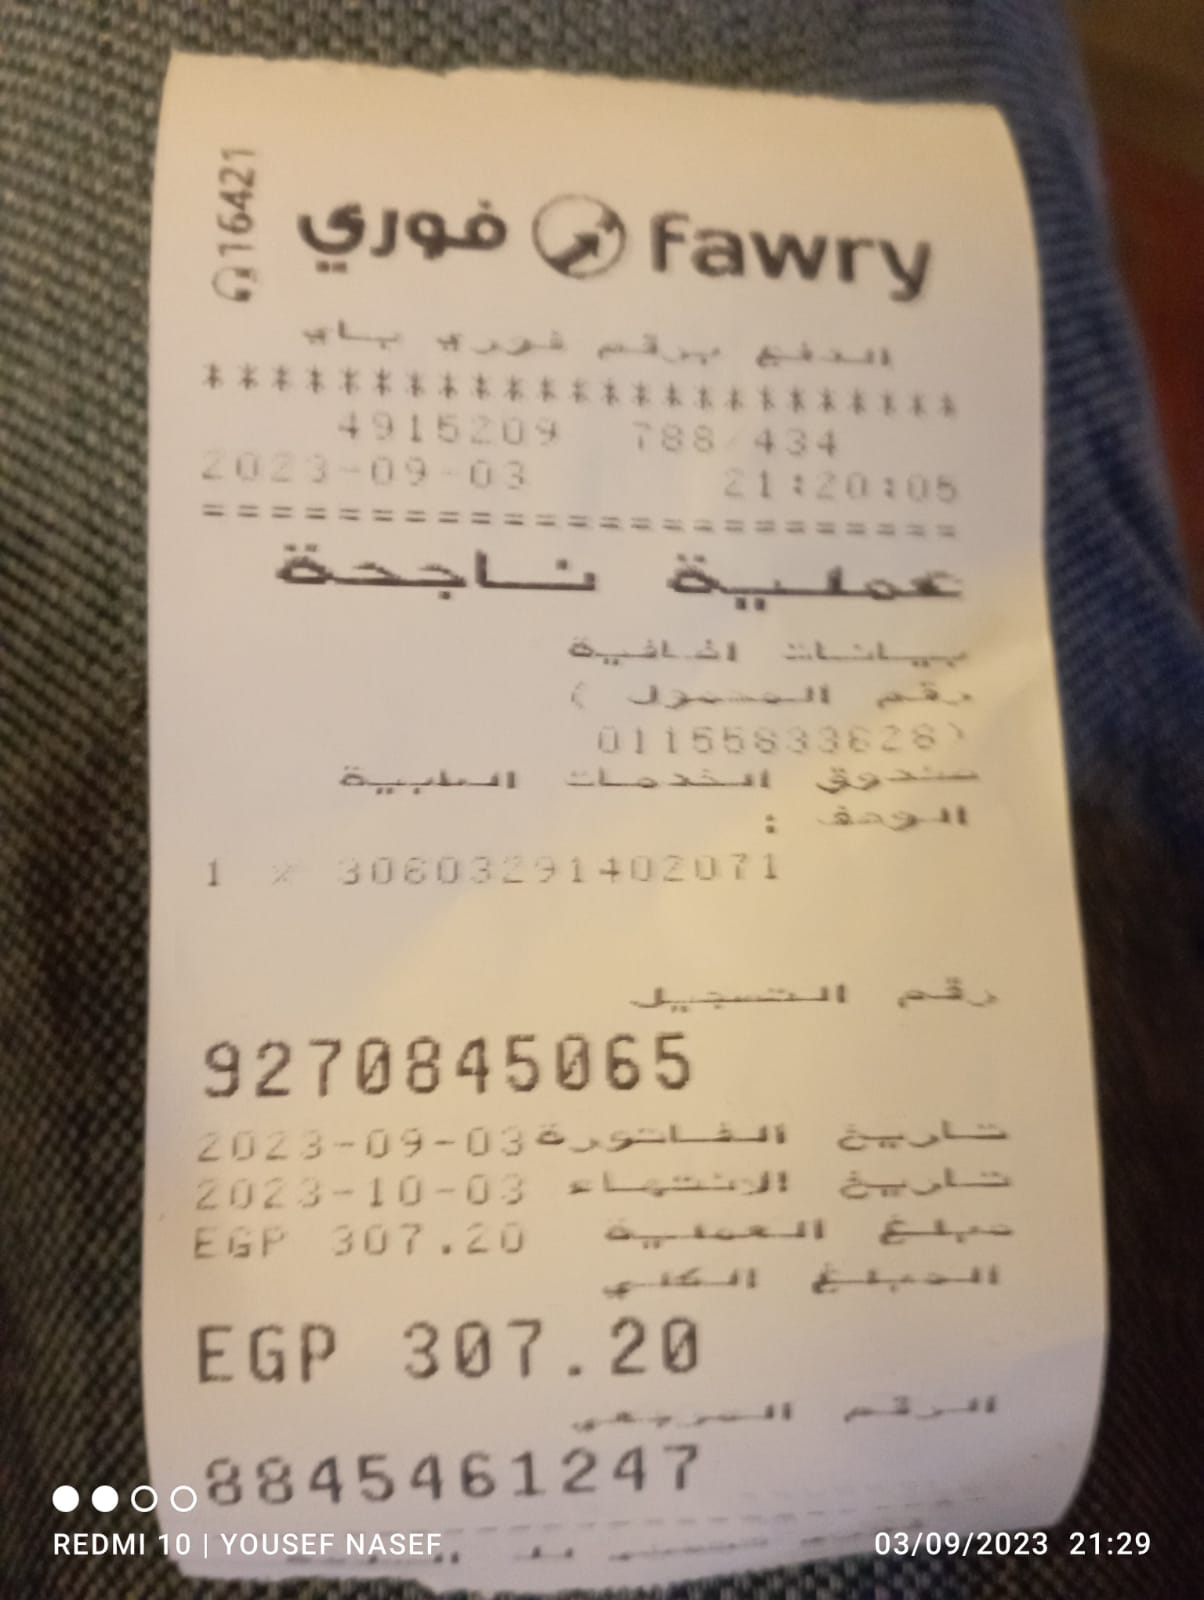 16421
فوري Fawry
الدفع برقم فوري باي
************************
4915209 788/434
2023-09-03 21:20:05
========================
عملية ناجحة
بيانات اضافية
رقم المحمول (
01155833628)
صندوق الخدمات الطبية
الوصف :
1 x 30603291402071
رقم التسجيل
9270845065
تاريخ الفاتورة 2023-09-03
تاريخ الانتهاء 2023-10-03
مبلغ العملية EGP 307.20
المبلغ الكلي
EGP 307.20
الرقم المرجعي
8845461247
REDMI 10 | YOUSEF NASEF
03/09/2023 21:29